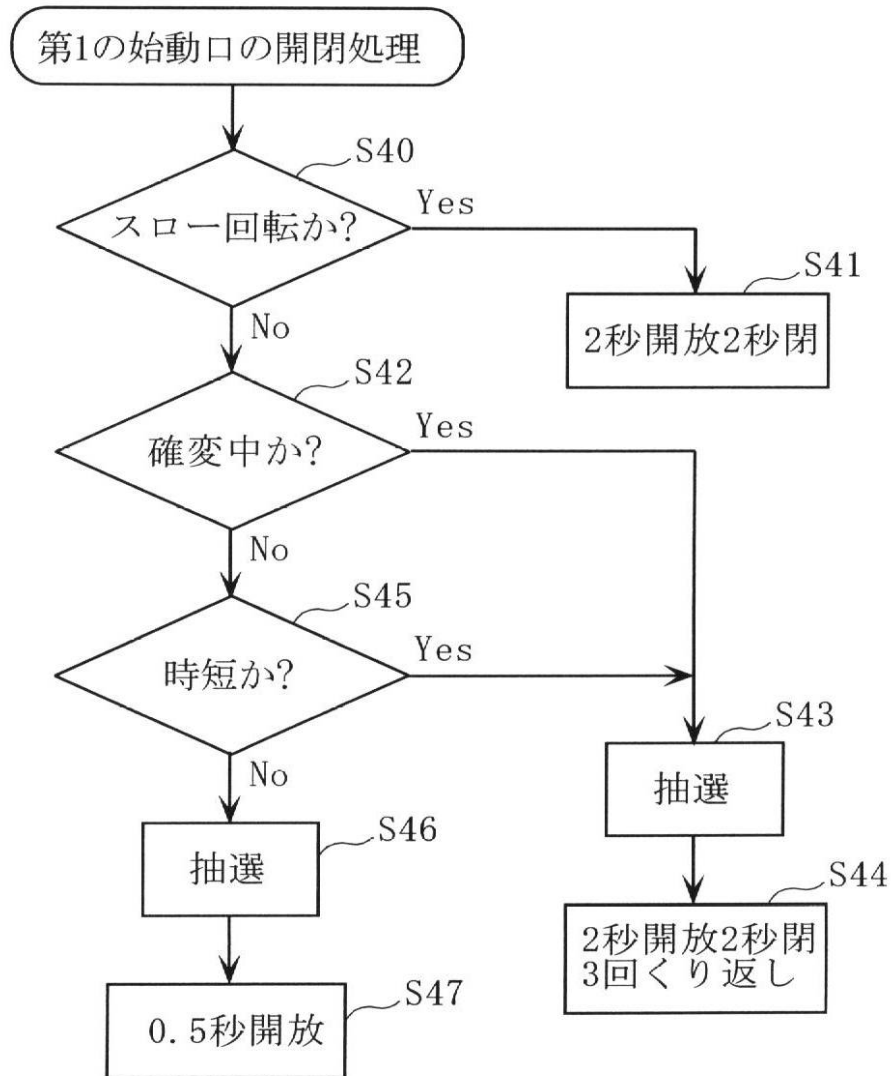 第1の始動口の開閉処理
S40
スロー回転か?
Yes
S41
2秒開放2秒閉
No
S42
確変中か?
Yes
No
S45
時短か?
Yes
S43
抽選
No
S46
抽選
S44
2秒開放2秒閉
3回くり返し
S47
0.5秒開放